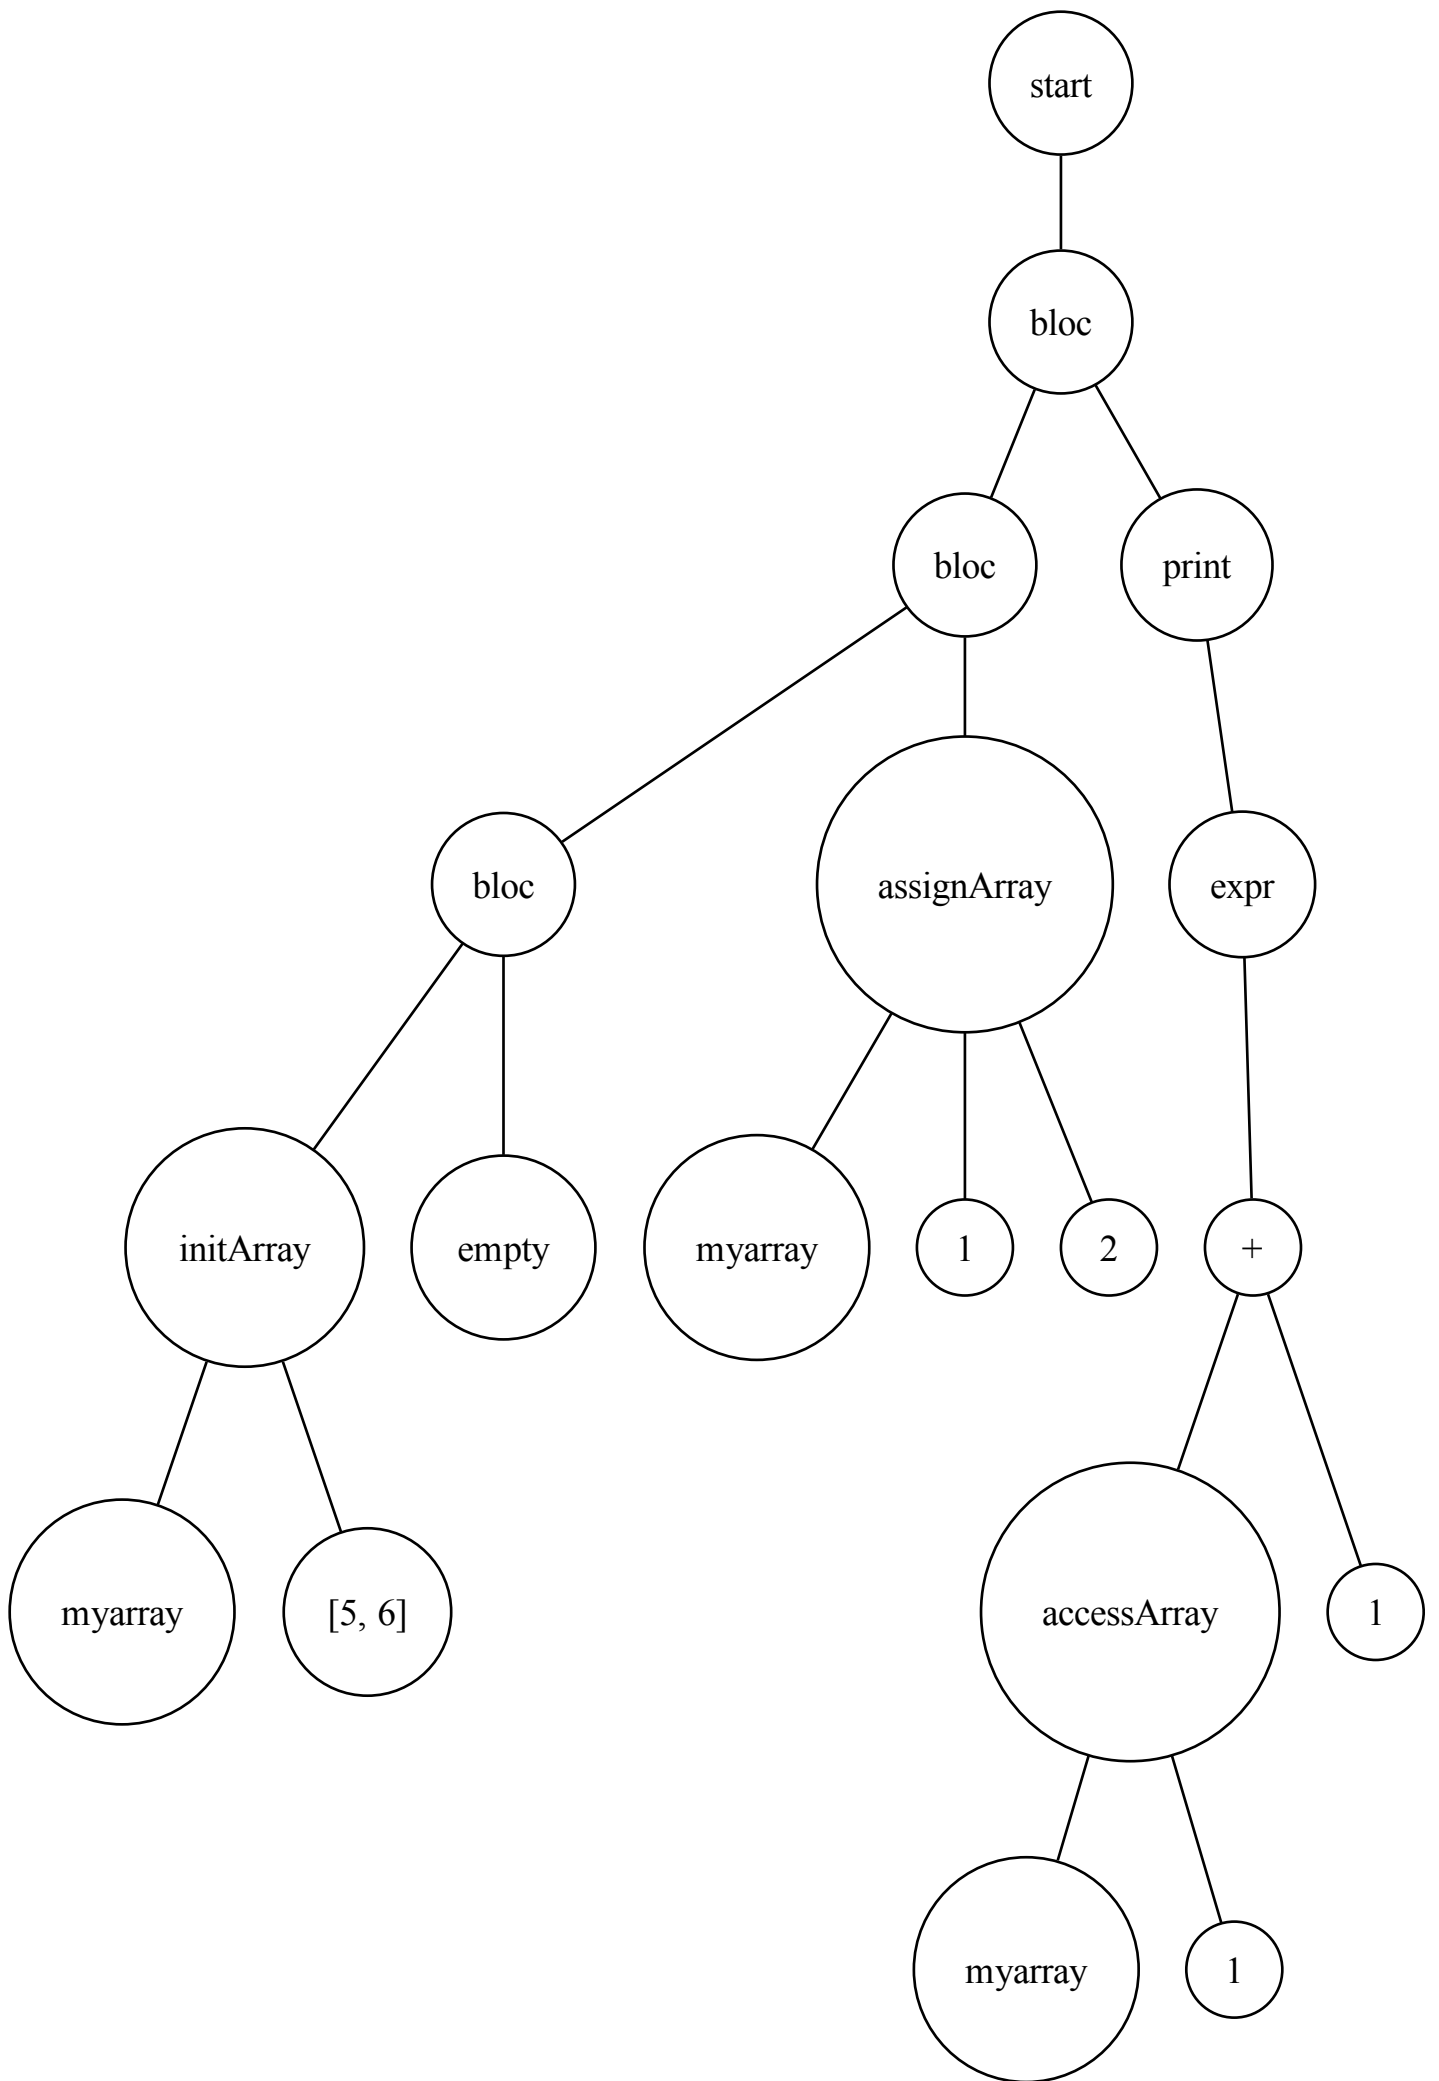 start
bloc
bloc
print
bloc
assignArray
expr
initArray
empty
myarray
1
2
+
myarray
[5, 6]
accessArray
1
myarray
1